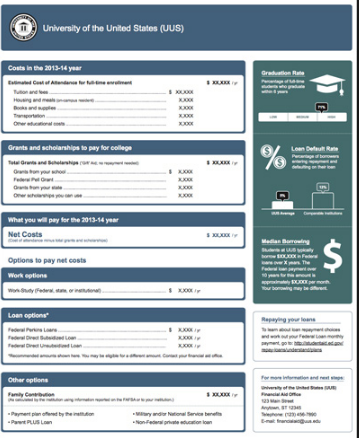 University of the United States (UUS)
Costs in the 2013-14 year
Estimated Cost of Attendance for full-time enrollment $ XX,XXX / yr
Tuition and fees $ XX,XXX
Housing and meals (on-campus resident) X,XXX
Books and supplies X,XXX
Transportation X,XXX
Other educational costs X,XXX
Grants and scholarships to pay for college
Total Grants and Scholarships ("Gift" Aid; no repayment needed) $ XX,XXX / yr
Grants from your school $ X,XXX
Federal Pell Grant X,XXX
Grants from your state X,XXX
Other scholarships you can use X,XXX
What you will pay for the 2013-14 year
Net Costs $ XX,XXX / yr
(Cost of attendance minus total grants and scholarships)
Options to pay net costs
Work options
Work-Study (Federal, state, or institutional) $ X,XXX / yr
Loan options*
Federal Perkins Loans $ X,XXX / yr
Federal Direct Subsidized Loan $ X,XXX / yr
Federal Direct Unsubsidized Loan $ X,XXX / yr
*Recommended amounts shown here. You may be eligible for a different amount. Contact your financial aid office.
Other options
Family Contribution $ XX,XXX / yr
(As calculated by the institution using information reported on the FAFSA or to your institution.)
• Payment plan offered by the institution
• Parent PLUS Loan
• Military and/or National Service benefits
• Non-Federal private education loan
Graduation Rate
Percentage of full-time
students who graduate
within 6 years
LOW MEDIUM HIGH
Loan Default Rate
Percentage of borrowers
entering repayment and
defaulting on their loan
UUS Average Comparable institutions
Median Borrowing
Students at UUS typically
borrow $XX,XXX in Federal
loans over X years. The
Federal loan payment over
10 years for this amount is
approximately $X,XXX per month.
Your borrowing may be different.
Repaying your loans
To learn about loan repayment choices
and work out your Federal Loan monthly
payment, go to: http://studentaid.ed.gov/
repay-loans/understand/plans
For more information and next steps:
University of the United States (UUS)
Financial Aid Office
123 Main Street
Anytown, ST 12345
Telephone: (123) 456-7890
E-mail: financialaid@uus.edu